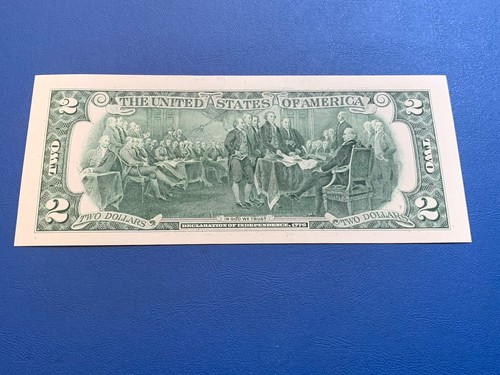 2 THE UNITED STATES OF AMERICA 2
TWO TWO
2 TWO DOLLARS IN GOD WE TRUST TWO DOLLARS 2
DECLARATION OF INDEPENDENCE, 1776